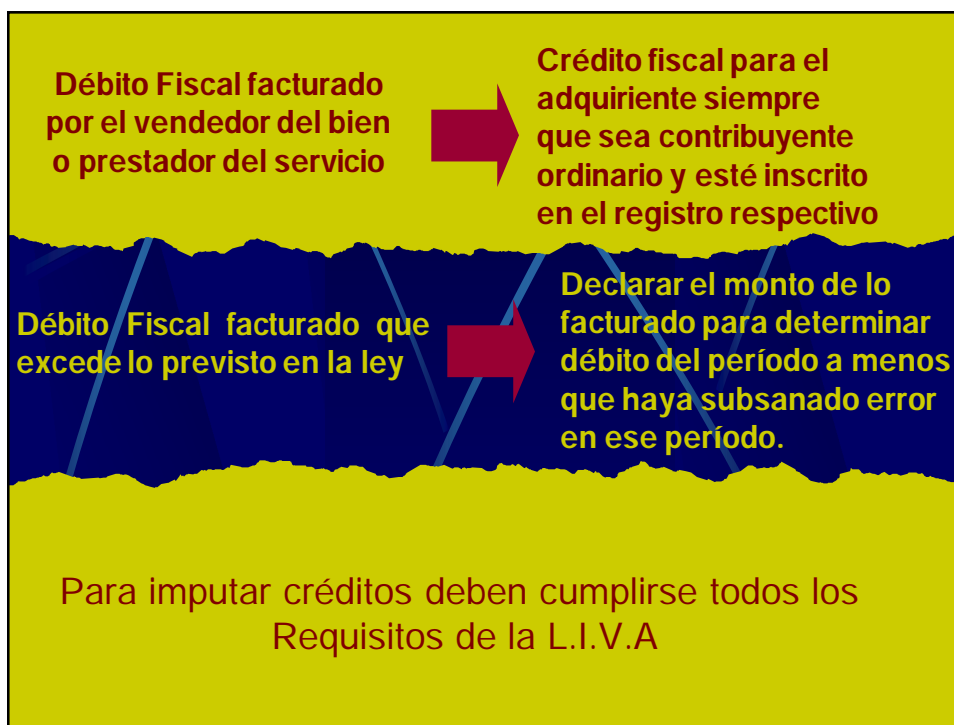 Débito Fiscal facturado
por el vendedor del bien
o prestador del servicio
Crédito fiscal para el
adquiriente siempre
que sea contribuyente
ordinario y esté inscrito
en el registro respectivo
Débito Fiscal facturado que
excede lo previsto en la ley
Declarar el monto de lo
facturado para determinar
débito del período a menos
que haya subsanado error
en ese período.
Para imputar créditos deben cumplirse todos los
Requisitos de la L.I.V.A